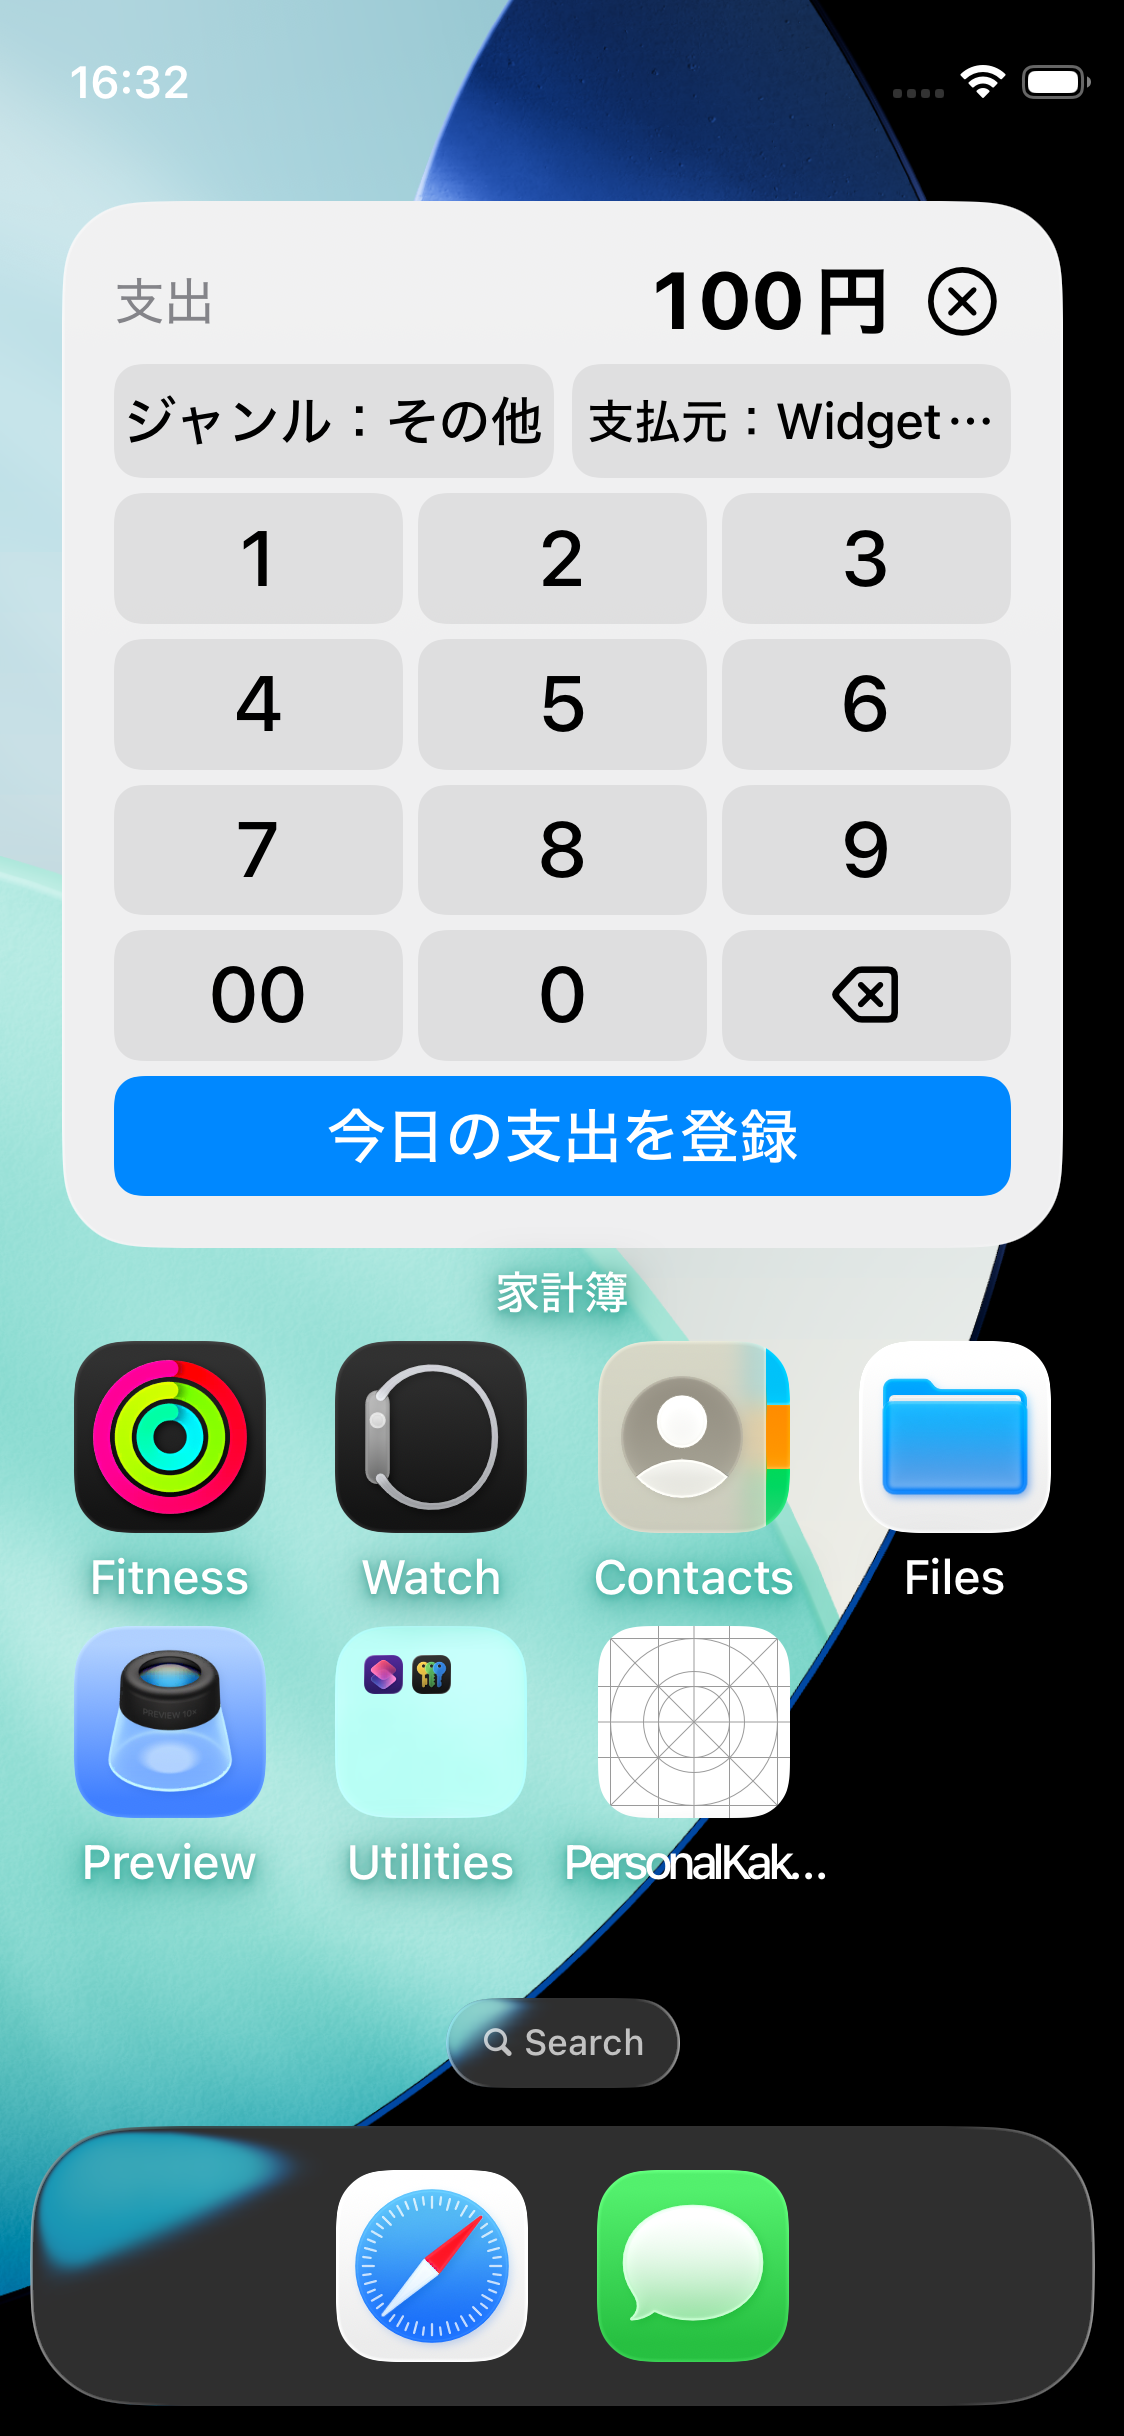 16:32
支出
100円
ジャンル：その他
支払元：Widget…
1
2
3
4
5
6
7
8
9
00
0
今日の支出を登録
家計簿
Fitness
Watch
Contacts
Files
PREVIEW 10×
Preview
Utilities
PersonalKak...
Search